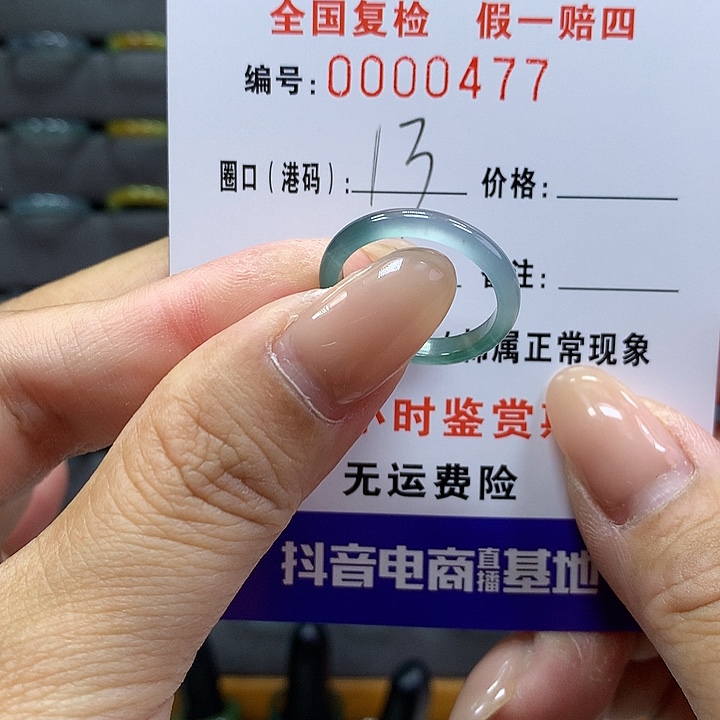 全国复检 假一赔四
编号:0000477
圈口(港码): 13 价格:
注:
属正常现象
小时鉴赏
无运费险
抖音电商直播基地